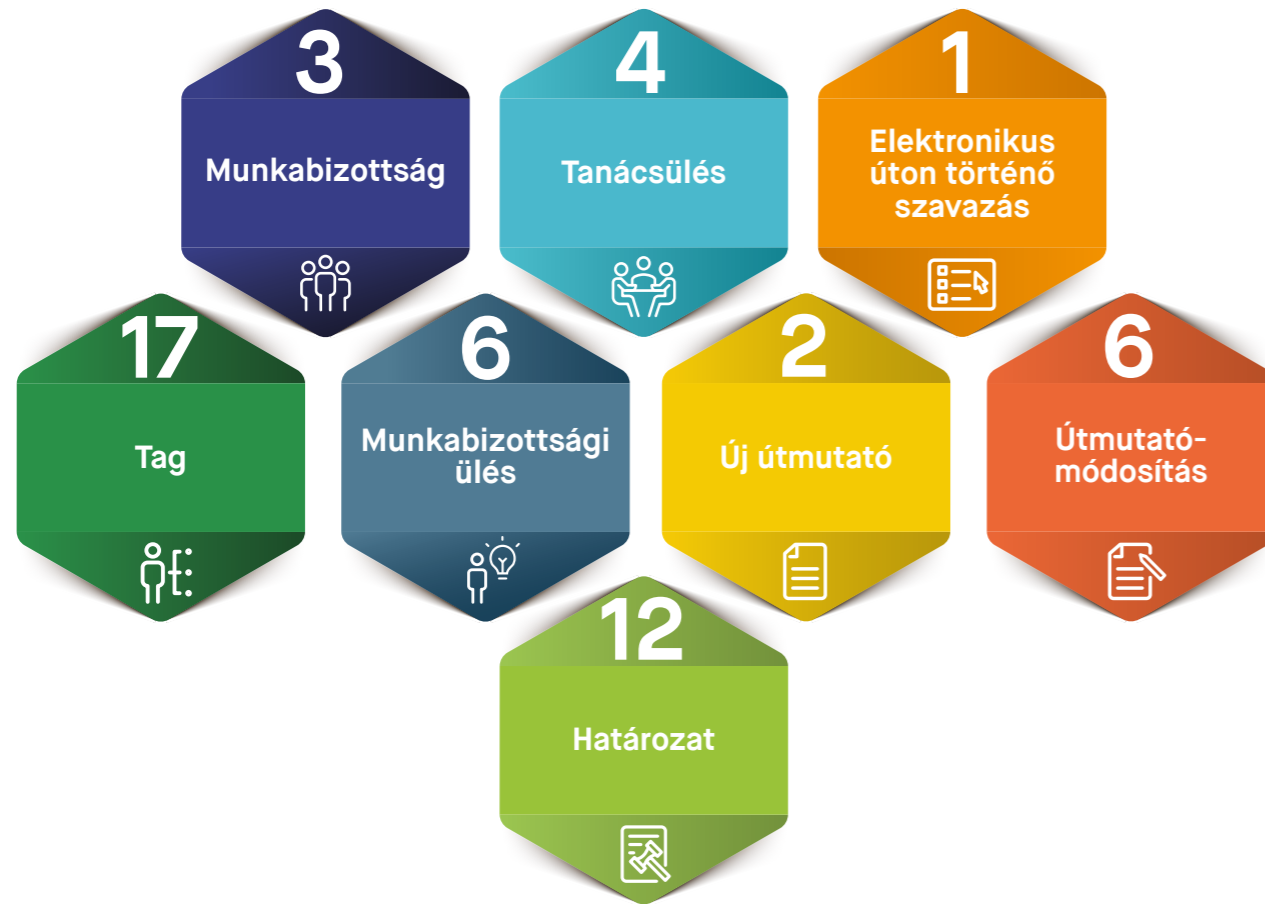 3
Munkabizottság
4
Tanácsülés
1
Elektronikus
úton történő
szavazás
17
Tag
6
Munkabizottsági
ülés
2
Új útmutató
6
Útmutató-
módosítás
12
Határozat